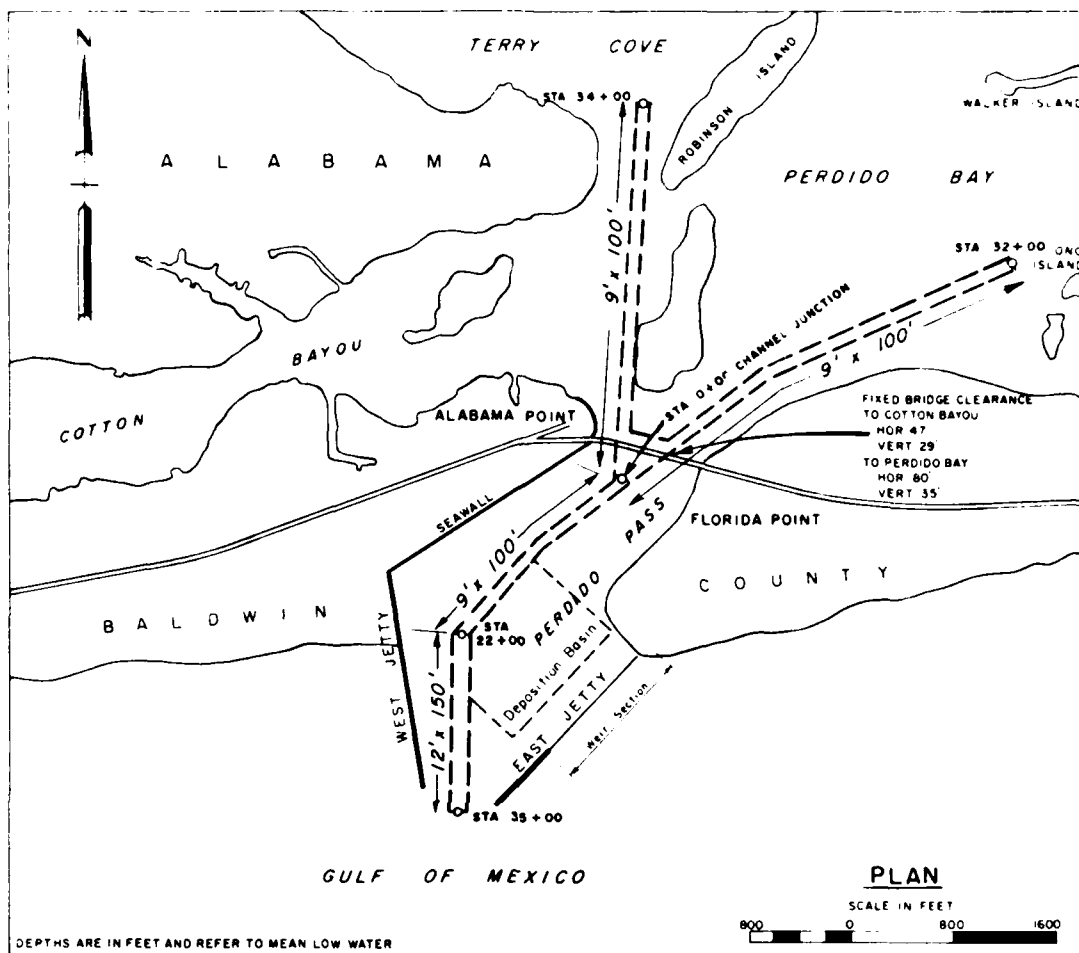 N
TERRY COVE
STA 34+00
ROBINSON ISLAND
WALKER ISLAND
ALABAMA
PERDIDO BAY
STA 32+00
ISLAND
9' x 100'
BAYOU
STA 0+00 CHANNEL JUNCTION
9' x 100'
COTTON
ALABAMA POINT
FIXED BRIDGE CLEARANCE
TO COTTON BAYOU
HOR 47'
VERT 29'
TO PERDIDO BAY
HOR 80'
VERT 35'
SEAWALL
PERDIDO PASS
FLORIDA POINT
9' x 100'
BALDWIN COUNTY
STA
22+00
WEST JETTY
Deposition Basin
12' x 150'
EAST JETTY
Weir Section
STA 35+00
GULF OF MEXICO
PLAN
SCALE IN FEET
800 0 800 1600
DEPTHS ARE IN FEET AND REFER TO MEAN LOW WATER